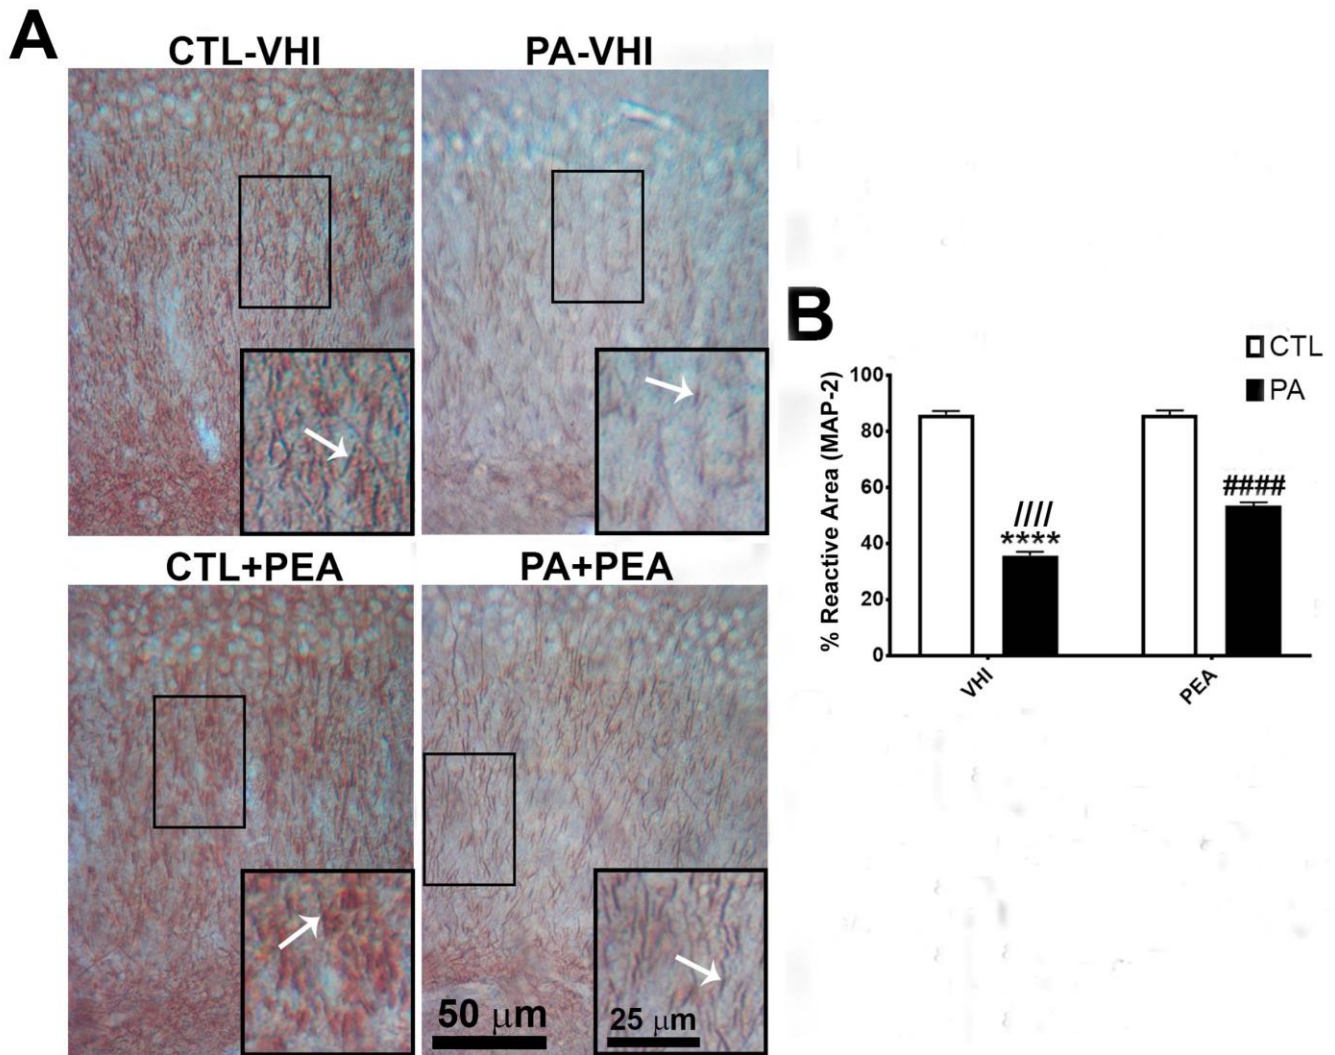 A
CTL-VHI
PA-VHI
CTL+PEA
PA+PEA
50 μm
25 μm
B
CTL
PA
% Reactive Area (MAP-2)
100
80
60
40
20
0
////
****
####
VHI
PEA